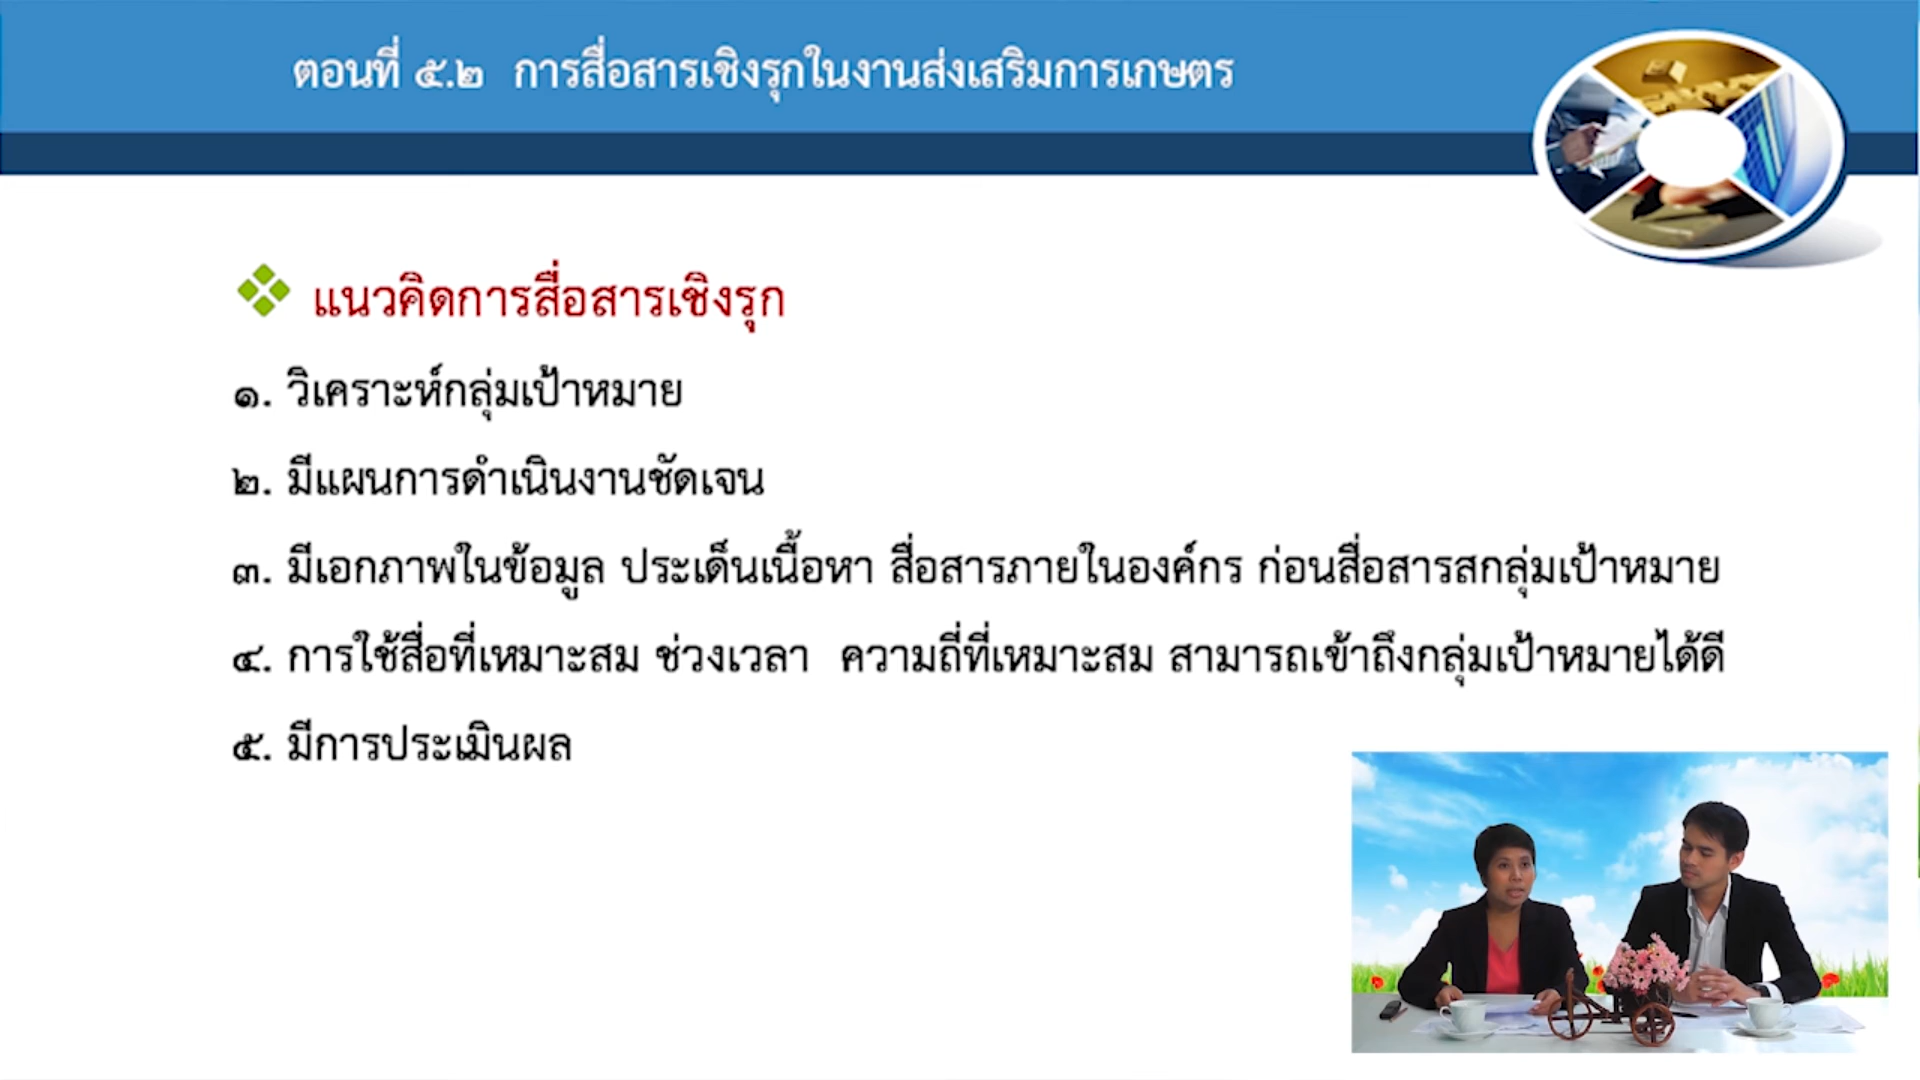 ตอนที่ ๕.๒ การสื่อสารเชิงรุกในงานส่งเสริมการเกษตร
แนวคิดการสื่อสารเชิงรุก
๑. วิเคราะห์กลุ่มเป้าหมาย
๒. มีแผนการดำเนินงานชัดเจน
๓. มีเอกภาพในข้อมูล ประเด็นเนื้อหา สื่อสารภายในองค์กร ก่อนสื่อสารสกลุ่มเป้าหมาย
๔. การใช้สื่อที่เหมาะสม ช่วงเวลา ความถี่ที่เหมาะสม สามารถเข้าถึงกลุ่มเป้าหมายได้ดี
๕. มีการประเมินผล